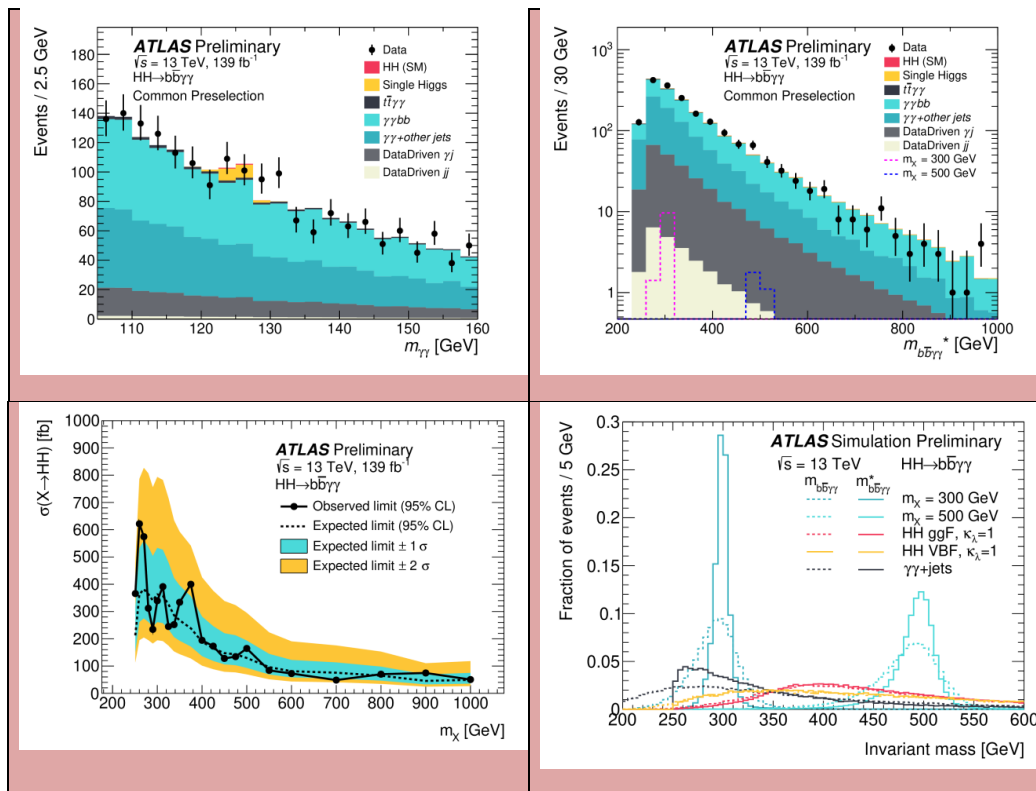 Events / 2.5 GeV
180
160
140
120
100
80
60
40
20
0
ATLAS Preliminary
√s = 13 TeV, 139 fb⁻¹
HH→bb̅γγ
Common Preselection
Data
HH (SM)
Single Higgs
tt̅γγ
γγbb
γγ+other jets
DataDriven γj
DataDriven jj
110 120 130 140 150 160
mγγ [GeV]
Events / 30 GeV
10³
10²
10
1
ATLAS Preliminary
√s = 13 TeV, 139 fb⁻¹
HH→bb̅γγ
Common Preselection
Data
HH (SM)
Single Higgs
tt̅γγ
γγbb
γγ+other jets
DataDriven γj
DataDriven jj
mX = 300 GeV
mX = 500 GeV
200 400 600 800 1000
mbb̅γγ* [GeV]
σ(X→HH) [fb]
1000
900
800
700
600
500
400
300
200
100
0
ATLAS Preliminary
√s = 13 TeV, 139 fb⁻¹
HH→bb̅γγ
Observed limit (95% CL)
Expected limit (95% CL)
Expected limit ± 1 σ
Expected limit ± 2 σ
200 300 400 500 600 700 800 900 1000
mX [GeV]
Fraction of events / 5 GeV
0.3
0.25
0.2
0.15
0.1
0.05
0
ATLAS Simulation Preliminary
√s = 13 TeV HH→bb̅γγ
mbb̅γγ m*bb̅γγ
mX = 300 GeV
mX = 500 GeV
HH ggF, κλ=1
HH VBF, κλ=1
γγ+jets
200 250 300 350 400 450 500 550 600
Invariant mass [GeV]